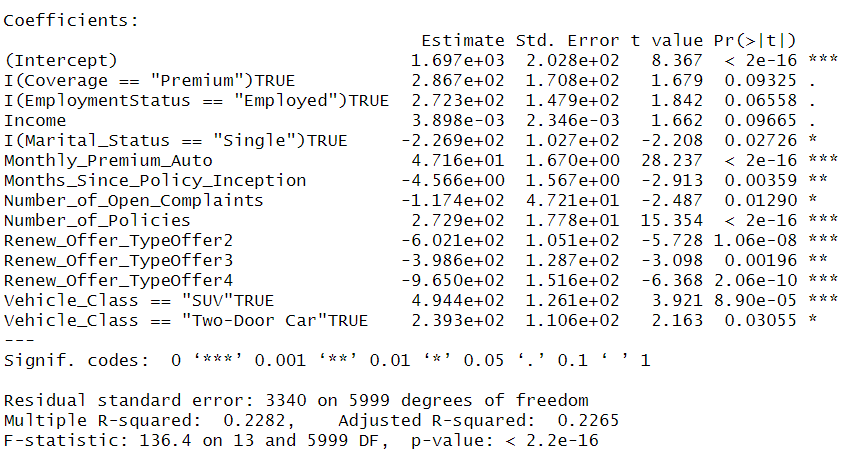 Coefficients:
Estimate Std. Error t value Pr(>|t|)
(Intercept) 1.697e+03 2.028e+02 8.367 < 2e-16 ***
I(Coverage == "Premium")TRUE 2.867e+02 1.708e+02 1.679 0.09325 .
I(EmploymentStatus == "Employed")TRUE 2.723e+02 1.479e+02 1.842 0.06558 .
Income 3.898e-03 2.346e-03 1.662 0.09665 .
I(Marital_Status == "Single")TRUE -2.269e+02 1.027e+02 -2.208 0.02726 *
Monthly_Premium_Auto 4.716e+01 1.670e+00 28.237 < 2e-16 ***
Months_Since_Policy_Inception -4.566e+00 1.567e+00 -2.913 0.00359 **
Number_of_Open_Complaints -1.174e+02 4.721e+01 -2.487 0.01290 *
Number_of_Policies 2.729e+02 1.778e+01 15.354 < 2e-16 ***
Renew_Offer_TypeOffer2 -6.021e+02 1.051e+02 -5.728 1.06e-08 ***
Renew_Offer_TypeOffer3 -3.986e+02 1.287e+02 -3.098 0.00196 **
Renew_Offer_TypeOffer4 -9.650e+02 1.516e+02 -6.368 2.06e-10 ***
Vehicle_Class == "SUV"TRUE 4.944e+02 1.261e+02 3.921 8.90e-05 ***
Vehicle_Class == "Two-Door Car"TRUE 2.393e+02 1.106e+02 2.163 0.03055 *
---
Signif. codes: 0 ‘***’ 0.001 ‘**’ 0.01 ‘*’ 0.05 ‘.’ 0.1 ‘ ’ 1
Residual standard error: 3340 on 5999 degrees of freedom
Multiple R-squared: 0.2282, Adjusted R-squared: 0.2265
F-statistic: 136.4 on 13 and 5999 DF, p-value: < 2.2e-16